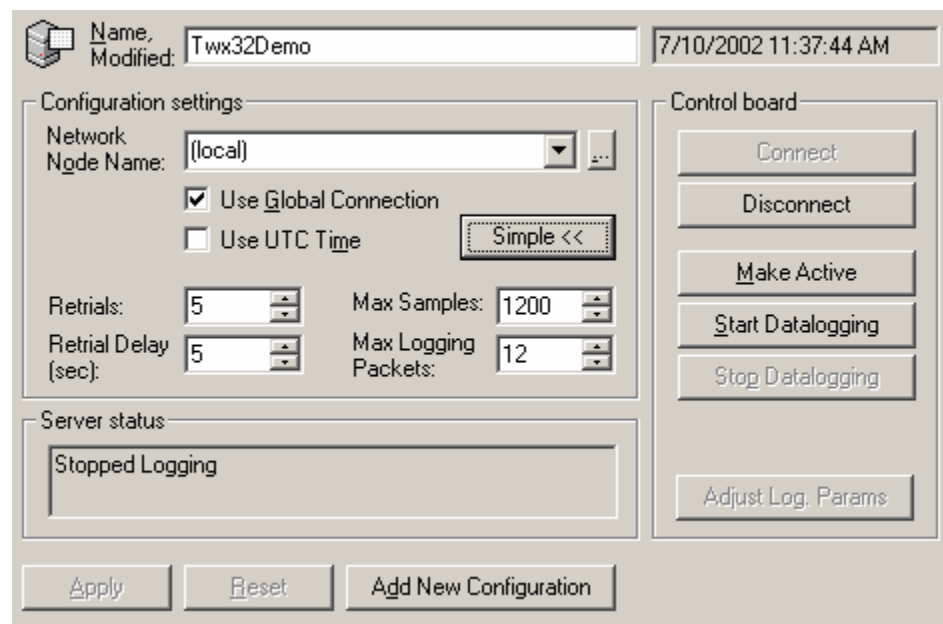 Name,
Modified:
Twx32Demo
7/10/2002 11:37:44 AM
Configuration settings
Network
Node Name:
(local)
...
Use Global Connection
Use UTC Time
Simple <<
Retrials:
5
Max Samples:
1200
Retrial Delay
(sec):
5
Max Logging
Packets:
12
Server status
Stopped Logging
Control board
Connect
Disconnect
Make Active
Start Datalogging
Stop Datalogging
Adjust Log. Params
Apply
Reset
Add New Configuration